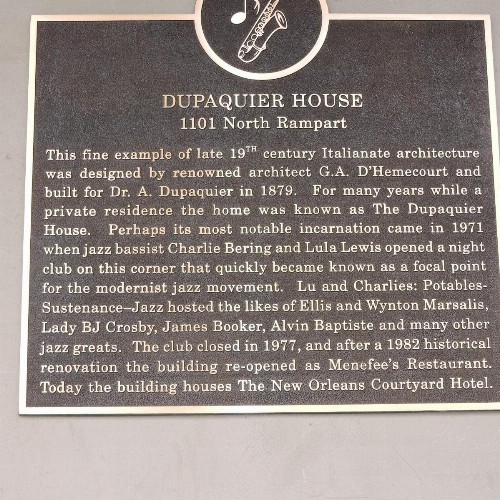 DUPAQUIER HOUSE
1101 North Rampart
This fine example of late 19TH century Italianate architecture
was designed by renowned architect G.A. D'Hemecourt and
built for Dr. A. Dupaquier in 1879. For many years while a
private residence the home was known as The Dupaquier
House. Perhaps its most notable incarnation came in 1971
when jazz bassist Charlie Bering and Lula Lewis opened a night
club on this corner that quickly became known as a focal point
for the modernist jazz movement. Lu and Charlies: Potables-
Sustenance–Jazz hosted the likes of Ellis and Wynton Marsalis,
Lady BJ Crosby, James Booker, Alvin Baptiste and many other
jazz greats. The club closed in 1977, and after a 1982 historical
renovation the building re-opened as Menefee's Restaurant.
Today the building houses The New Orleans Courtyard Hotel.